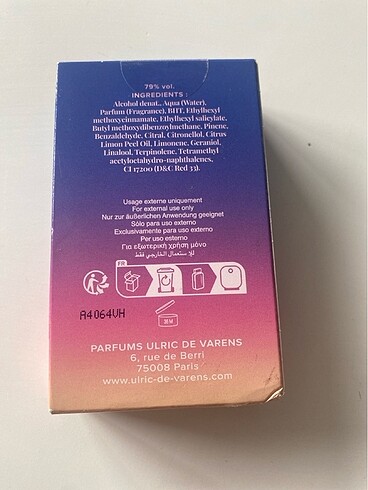 79% vol.
INGREDIENTS :
Alcohol denat., Aqua (Water),
Parfum (Fragrance), BHT, Ethylhexyl
methoxycinnamate, Ethylhexyl salicylate,
Butyl methoxydibenzoylmethane, Pinene,
Benzaldehyde, Citral, Citronellol, Citrus
Limon Peel Oil, Limonene, Geraniol,
Linalool, Terpinolene, Tetramethyl
acetyloctahydro-naphthalenes,
CI 17200 (D&C Red 33).
Usage externe uniquement
For external use only
Nur zur äußerlichen Anwendung geeignet
Sólo para uso externo
Exclusivamente para uso externo
Per uso esterno
Για εξωτερική χρήση μόνο
للإستعمال الخارجي فقط
FR
A4064VH
PARFUMS ULRIC DE VARENS
6, rue de Berri
75008 Paris
www.ulric-de-varens.com